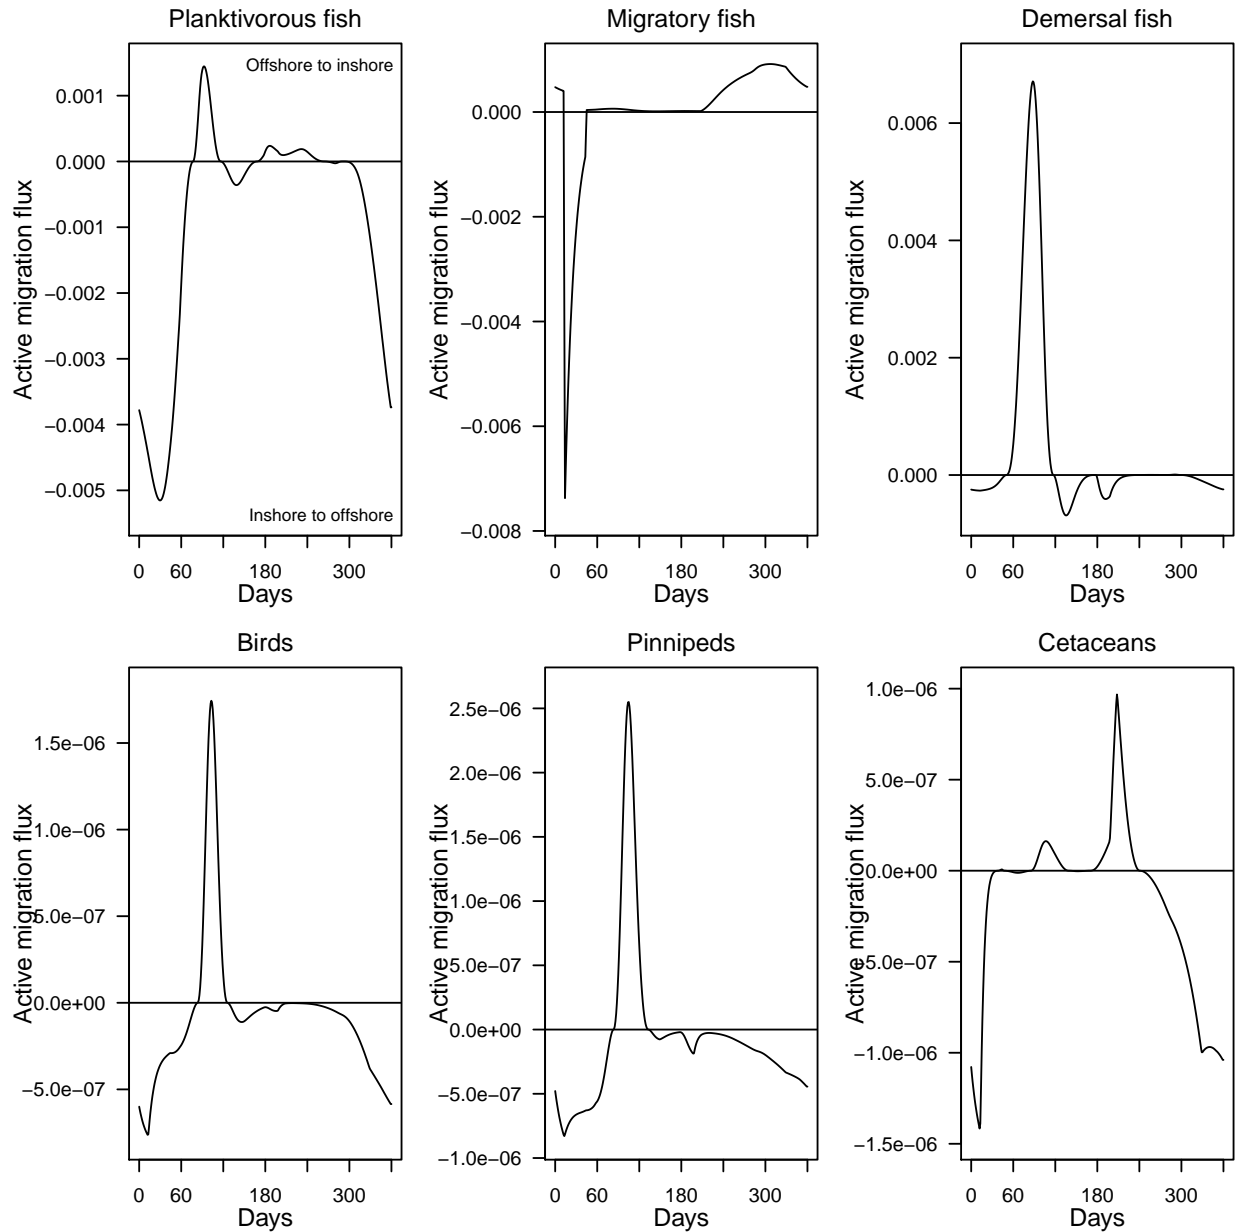 Planktivorous fish
Offshore to inshore
0.001
0.000
−0.001
−0.002
−0.003
−0.004
−0.005
Active migration flux
Inshore to offshore
0 60 180 300
Days
Migratory fish
0.000
−0.002
−0.004
−0.006
−0.008
Active migration flux
0 60 180 300
Days
Demersal fish
0.006
0.004
0.002
0.000
Active migration flux
0 60 180 300
Days
Birds
1.5e−06
1.0e−06
5.0e−07
0.0e+00
−5.0e−07
Active migration flux
0 60 180 300
Days
Pinnipeds
2.5e−06
2.0e−06
1.5e−06
1.0e−06
5.0e−07
0.0e+00
−5.0e−07
−1.0e−06
Active migration flux
0 60 180 300
Days
Cetaceans
1.0e−06
5.0e−07
0.0e+00
−5.0e−07
−1.0e−06
−1.5e−06
Active migration flux
0 60 180 300
Days